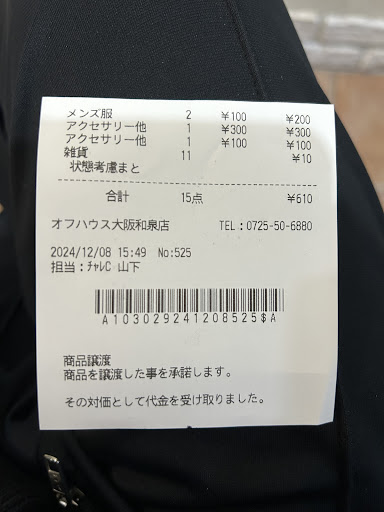 メンズ服 2 ¥100 ¥200
アクセサリー他 1 ¥300 ¥300
アクセサリー他 1 ¥100 ¥100
雑貨 11 ¥10
状態考慮まと
合計 15点 ¥610
オフハウス大阪和泉店 TEL:0725-50-6880
2024/12/08 15:49 No:525
担当:ﾁｬﾚC 山下
A103029241208525$A
商品譲渡
商品を譲渡した事を承諾します。
その対価として代金を受け取りました。